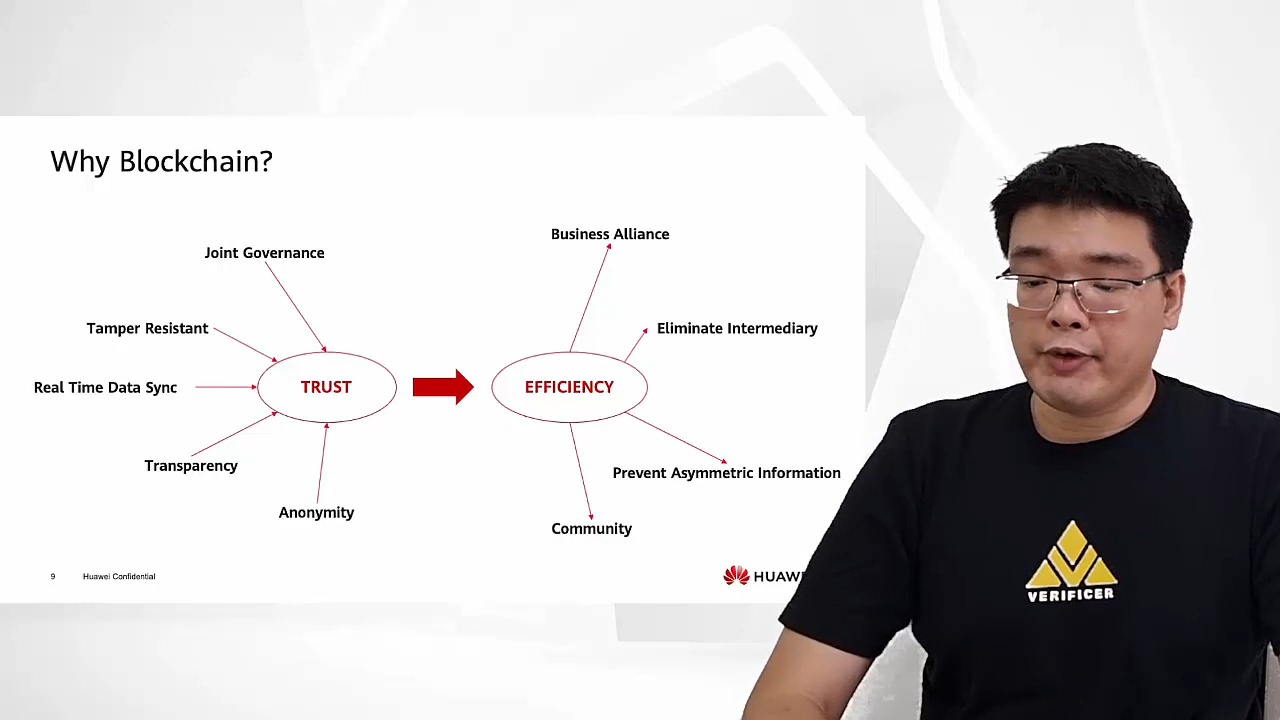 Why Blockchain?
Business Alliance
Joint Governance
Tamper Resistant
Eliminate Intermediary
Real Time Data Sync
TRUST
EFFICIENCY
Transparency
Prevent Asymmetric Information
Anonymity
Community
9
Huawei Confidential
HUAWE
VERIFICER